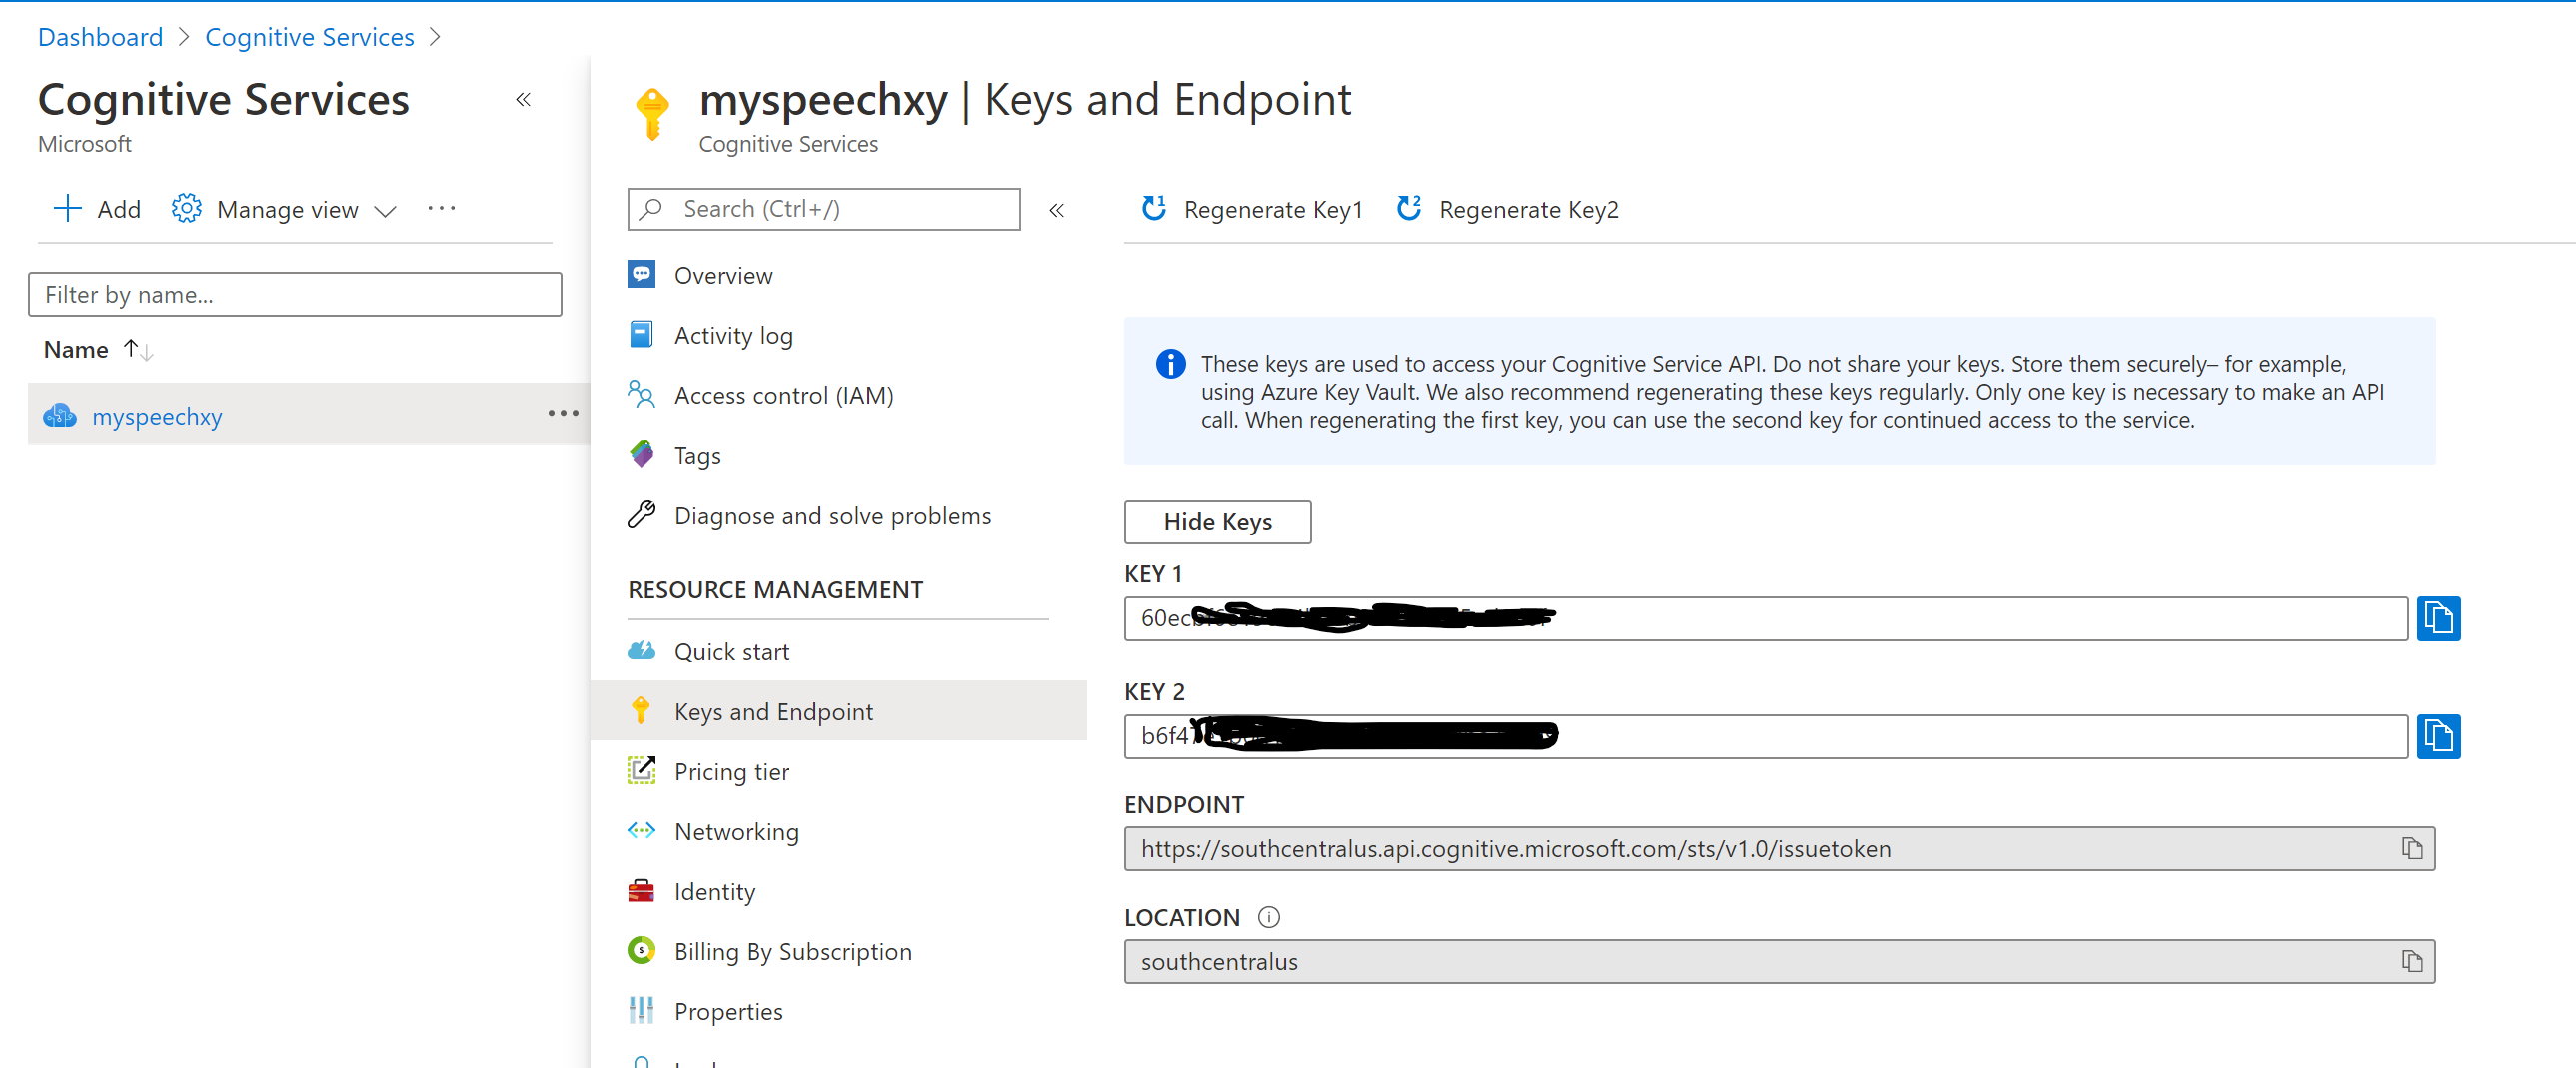 Dashboard > Cognitive Services >
Cognitive Services
Microsoft
Add Manage view
Filter by name...
Name
myspeechxy
myspeechxy | Keys and Endpoint
Cognitive Services
Search (Ctrl+/)
Overview
Activity log
Access control (IAM)
Tags
Diagnose and solve problems
RESOURCE MANAGEMENT
Quick start
Keys and Endpoint
Pricing tier
Networking
Identity
Billing By Subscription
Properties
Regenerate Key1 Regenerate Key2
These keys are used to access your Cognitive Service API. Do not share your keys. Store them securely– for example,
using Azure Key Vault. We also recommend regenerating these keys regularly. Only one key is necessary to make an API
call. When regenerating the first key, you can use the second key for continued access to the service.
Hide Keys
KEY 1
KEY 2
ENDPOINT
https://southcentralus.api.cognitive.microsoft.com/sts/v1.0/issuetoken
LOCATION
southcentralus